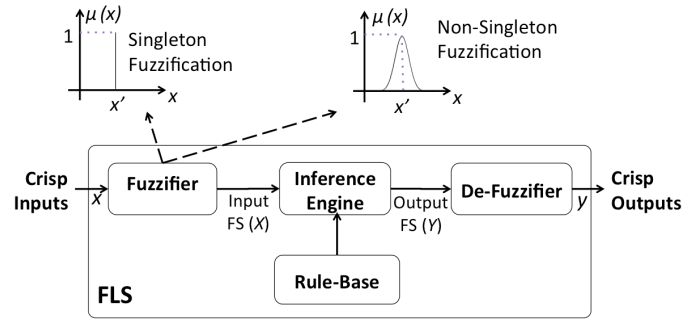 μ (x)
1
Singleton
Fuzzification
x′
x
μ (x)
1
Non-Singleton
Fuzzification
x′
x
Crisp
Inputs
x
Fuzzifier
Input
FS (X)
Inference
Engine
Output
FS (Y)
De-Fuzzifier
y
Crisp
Outputs
Rule-Base
FLS